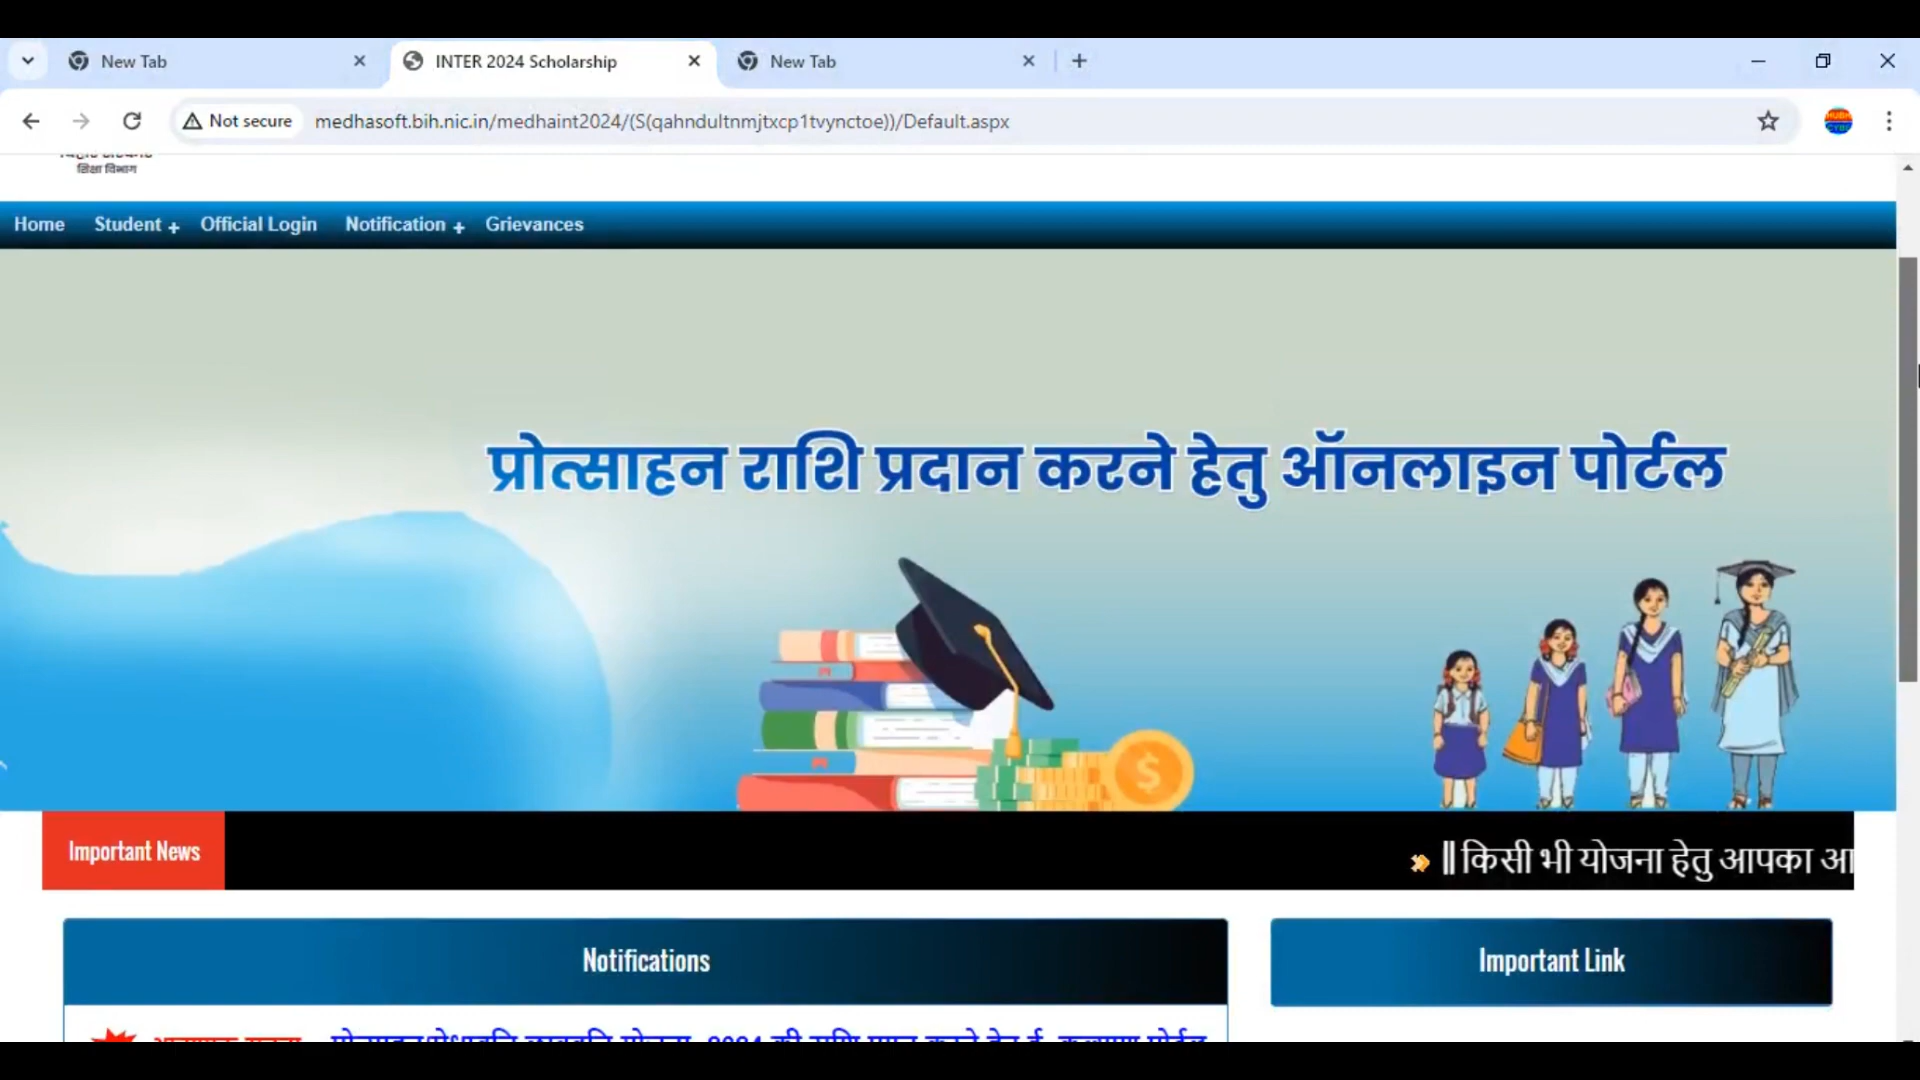 New Tab
INTER 2024 Scholarship
New Tab
Not secure
medhasoft.bih.nic.in/medhaint2024/(S(qahndultnmjtxcp1tvynctoe))/Default.aspx
शिक्षा विभाग
Home Student + Official Login Notification + Grievances
प्रोत्साहन राशि प्रदान करने हेतु ऑनलाइन पोर्टल
$
Important News
|| किसी भी योजना हेतु आपका आ
Notifications
Important Link